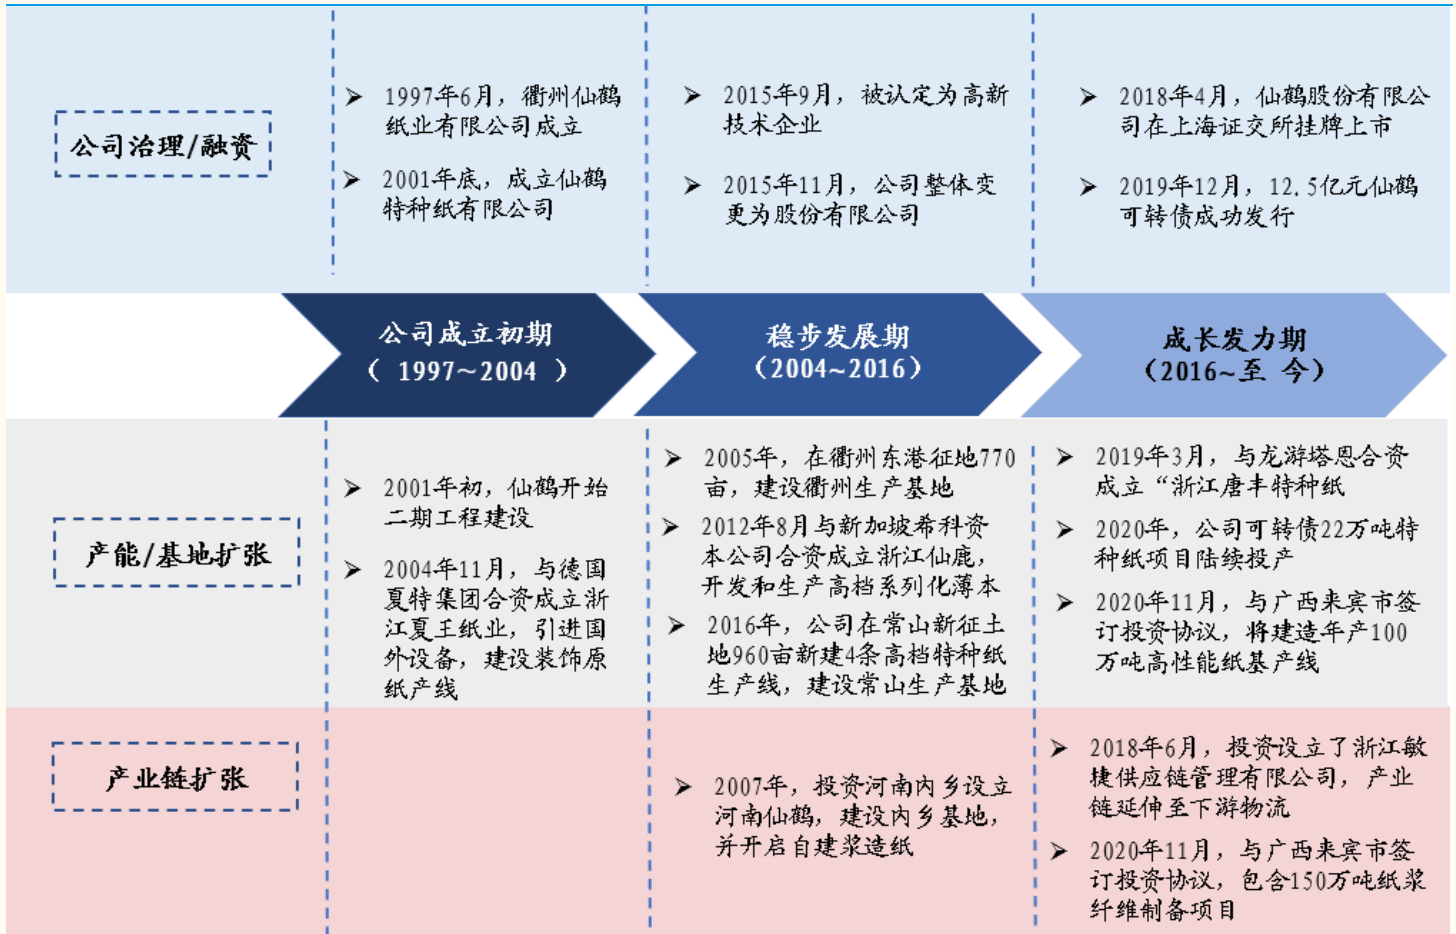 公司治理/融资
1997年6月，衢州仙鹤
纸业有限公司成立
2001年底，成立仙鹤
特种纸有限公司
2015年9月，被认定为高新
技术企业
2015年11月，公司整体变
更为股份有限公司
2018年4月，仙鹤股份有限公
司在上海证交所挂牌上市
2019年12月，12.5亿元仙鹤
可转债成功发行
公司成立初期
（ 1997～2004 ）
稳步发展期
（2004~2016）
成长发力期
（2016~至 今）
产能/基地扩张
2001年初，仙鹤开始
二期工程建设
2004年11月，与德国
夏特集团合资成立浙
江夏王纸业，引进国
外设备，建设装饰原
纸产线
2005年，在衢州东港征地770
亩，建设衢州生产基地
2012年8月与新加坡希科资
本公司合资成立浙江仙鹿，
开发和生产高档系列化薄本
2016年，公司在常山新征土
地960亩新建4条高档特种纸
生产线，建设常山生产基地
2019年3月，与龙游塔恩合资
成立“浙江唐丰特种纸
2020年，公司可转债22万吨特
种纸项目陆续投产
2020年11月，与广西来宾市签
订投资协议，将建造年产100
万吨高性能纸基产线
产业链扩张
2007年，投资河南内乡设立
河南仙鹤，建设内乡基地，
并开启自建浆造纸
2018年6月，投资设立了浙江敏
捷供应链管理有限公司，产业
链延伸至下游物流
2020年11月，与广西来宾市签
订投资协议，包含150万吨纸浆
纤维制备项目